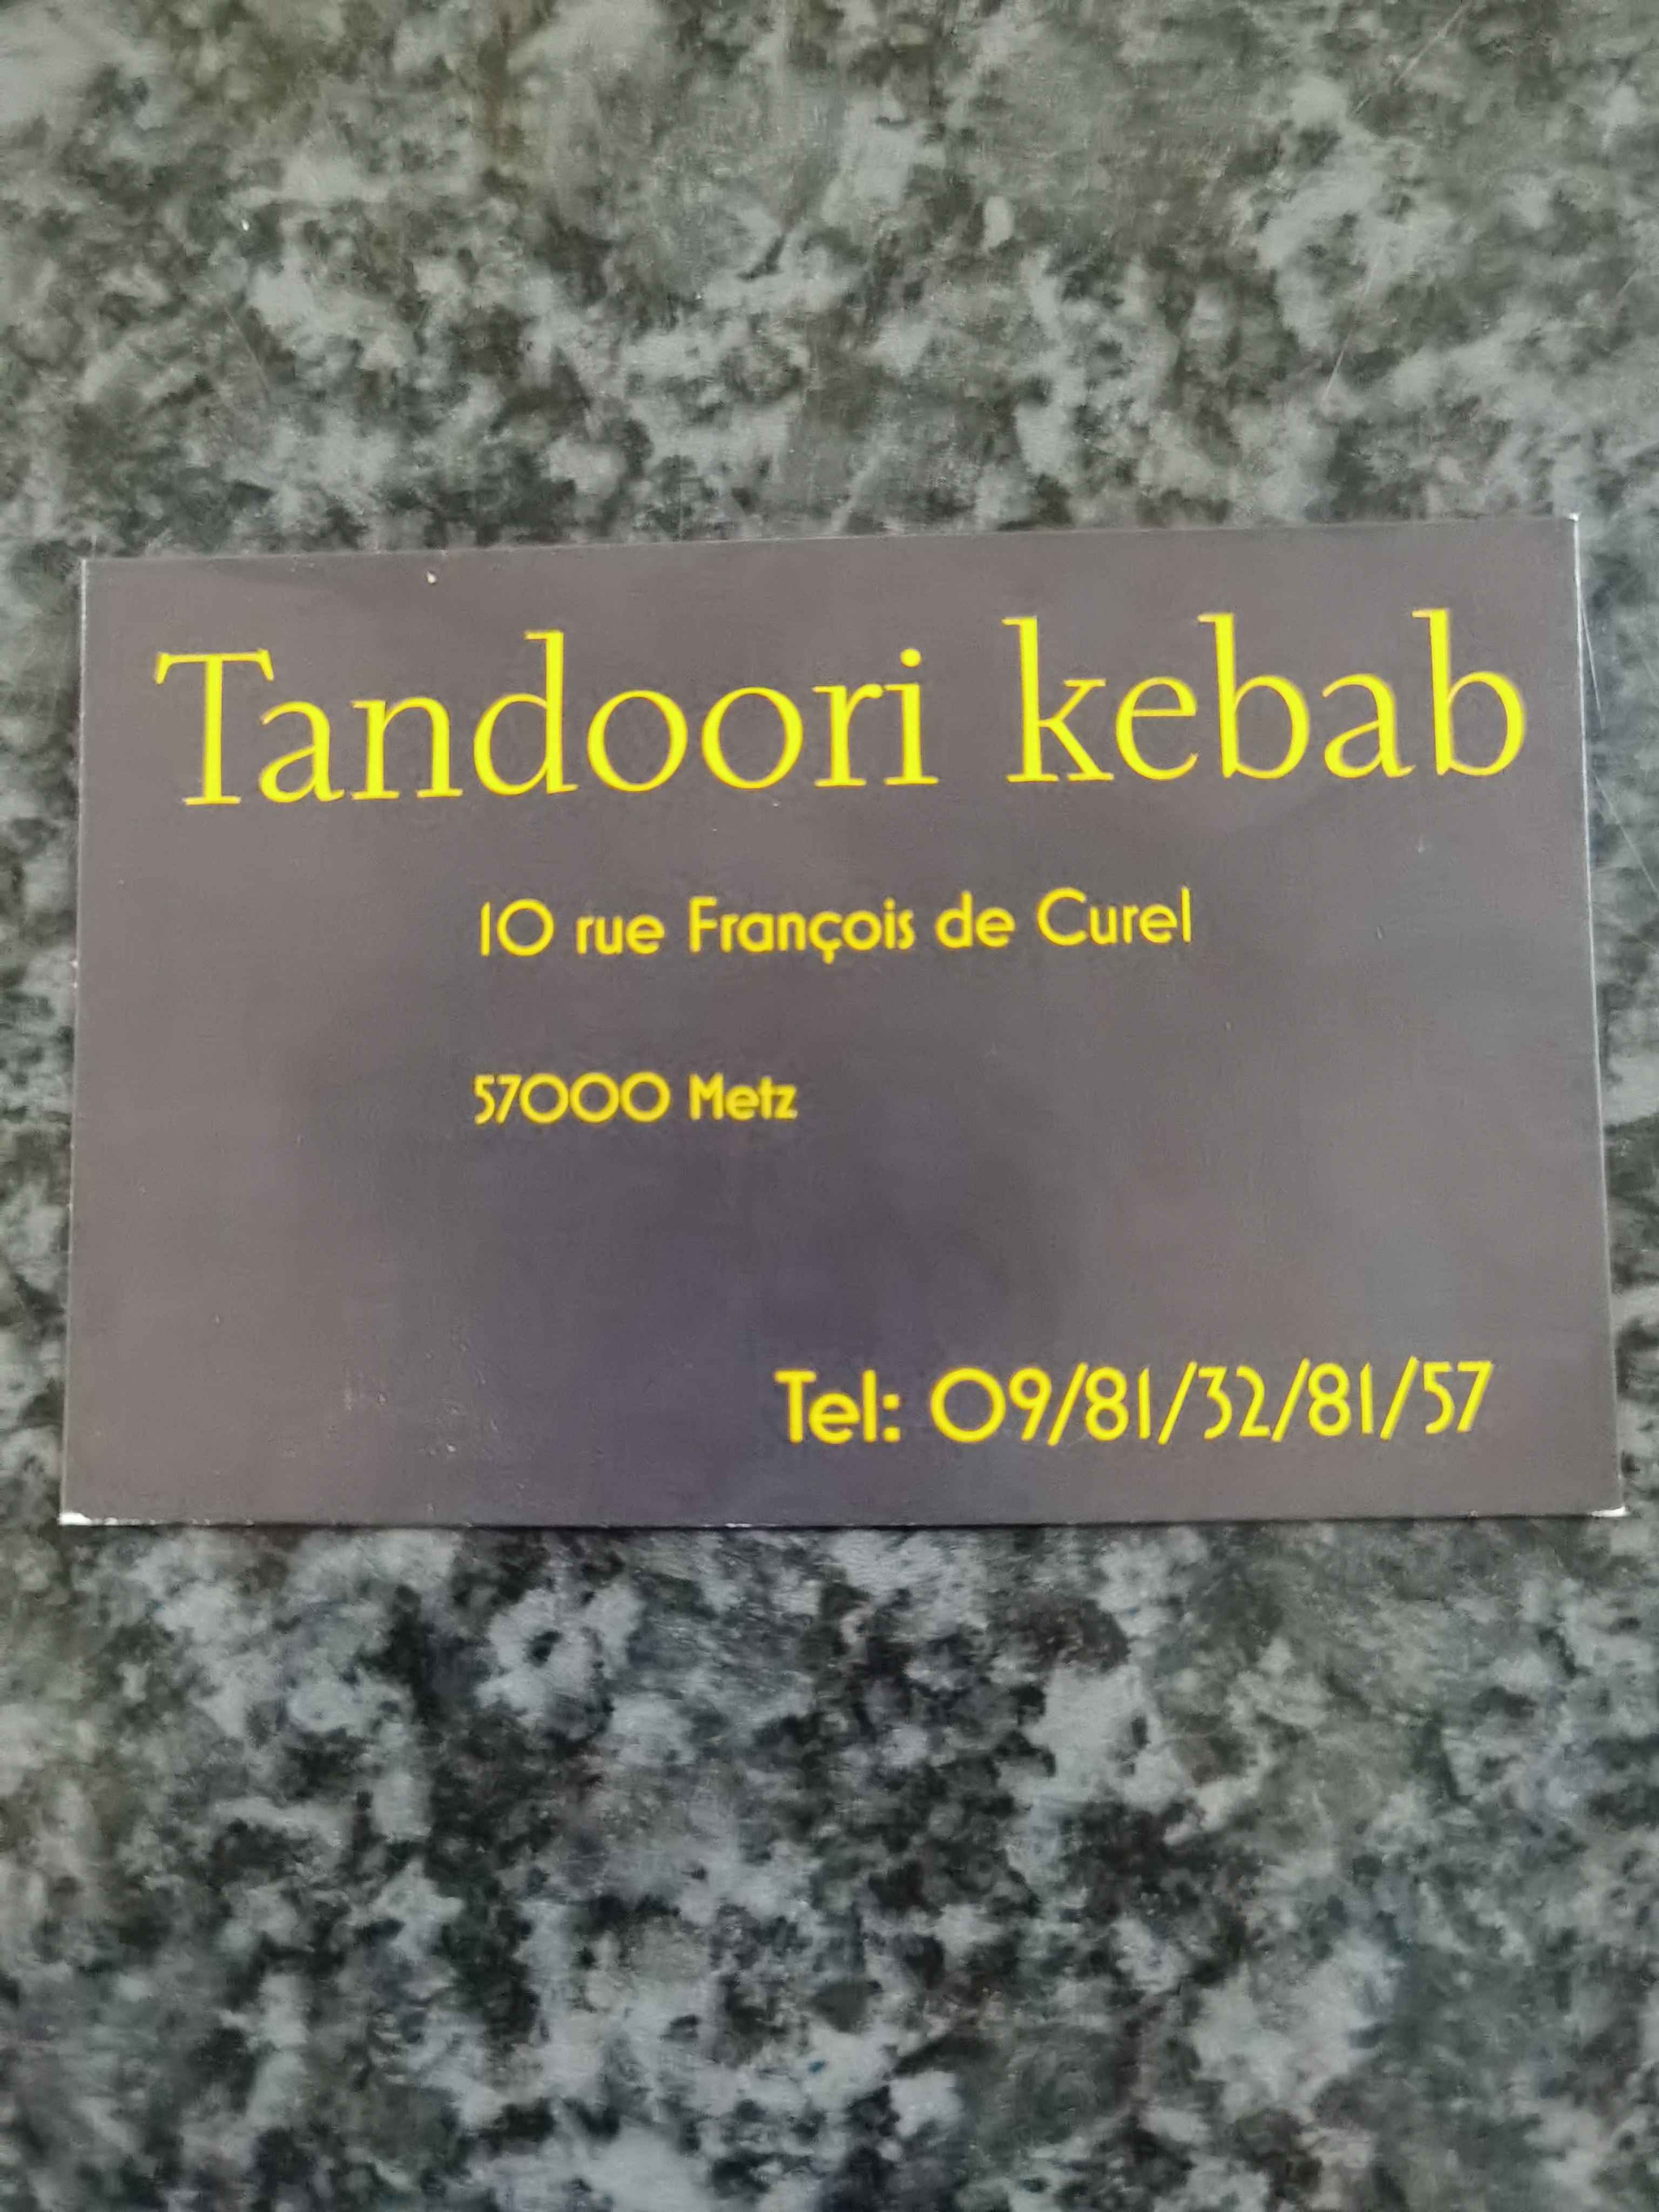 Tandoori kebab
10 rue François de Curel
57000 Metz
Tel: 09/81/32/81/57